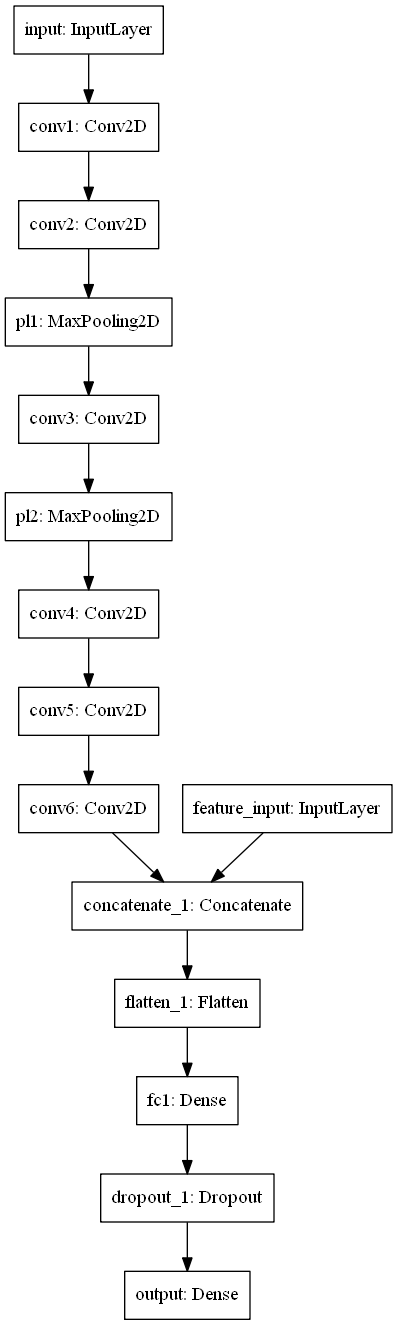 input: InputLayer
conv1: Conv2D
conv2: Conv2D
pl1: MaxPooling2D
conv3: Conv2D
pl2: MaxPooling2D
conv4: Conv2D
conv5: Conv2D
conv6: Conv2D
feature_input: InputLayer
concatenate_1: Concatenate
flatten_1: Flatten
fc1: Dense
dropout_1: Dropout
output: Dense